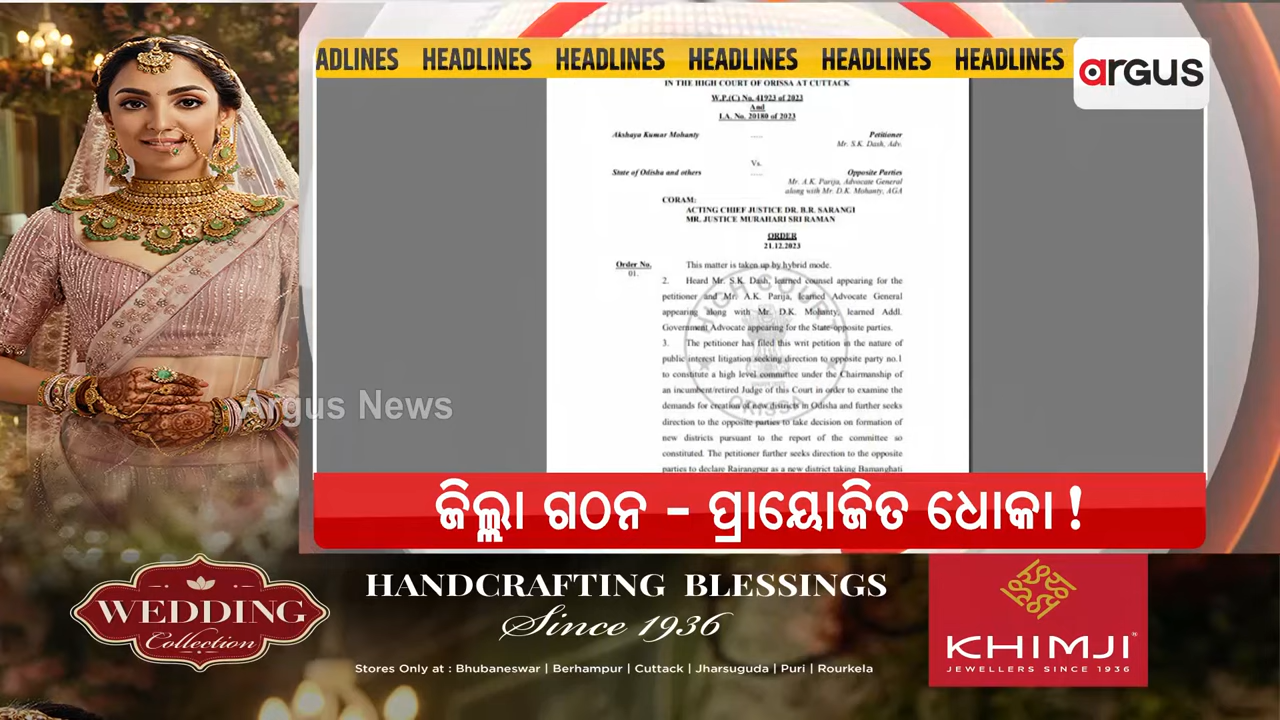 ADLINES HEADLINES HEADLINES HEADLINES HEADLINES HEADLINES
argus
IN THE HIGH COURT OF ORISSA AT CUTTACK
W.P.(C) No. 41923 of 2023
And
I.A. No. 20180 of 2023
Akshaya Kumar Mohanty ..... Petitioner
Mr. S.K. Dash, Adv.
Vs.
State of Odisha and others ..... Opposite Parties
Mr. A.K. Parija, Advocate General
along with Mr. D.K. Mohanty, AGA
CORAM:
ACTING CHIEF JUSTICE DR. B.R. SARANGI
MR. JUSTICE MURAHARI SRI RAMAN
ORDER
21.12.2023
Order No. This matter is taken up by hybrid mode.
01.
2. Heard Mr. S.K. Dash, learned counsel appearing for the
petitioner and Mr. A.K. Parija, learned Advocate General
appearing along with Mr. D.K. Mohanty, learned Addl.
Government Advocate appearing for the State-opposite parties.
3. The petitioner has filed this writ petition in the nature of
public interest litigation seeking direction to opposite party no.1
to constitute a high level committee under the Chairmanship of
an incumbent/retired Judge of this Court in order to examine the
demands for creation of new districts in Odisha and further seeks
direction to the opposite parties to take decision on formation of
new districts pursuant to the report of the committee so
constituted. The petitioner further seeks direction to the opposite
parties to declare Rairangpur as a new district taking Bamanghati
HIGH COURT
ORISSA
Argus News
ଜିଲ୍ଲା ଗଠନ - ପ୍ରାୟୋଜିତ ଧୋକା !
WEDDING
Collection
HANDCRAFTING BLESSINGS
Since 1936
Stores Only at : Bhubaneswar | Berhampur | Cuttack | Jharsuguda | Puri | Rourkela
KHIMJI
JEWELLERS SINCE 1936